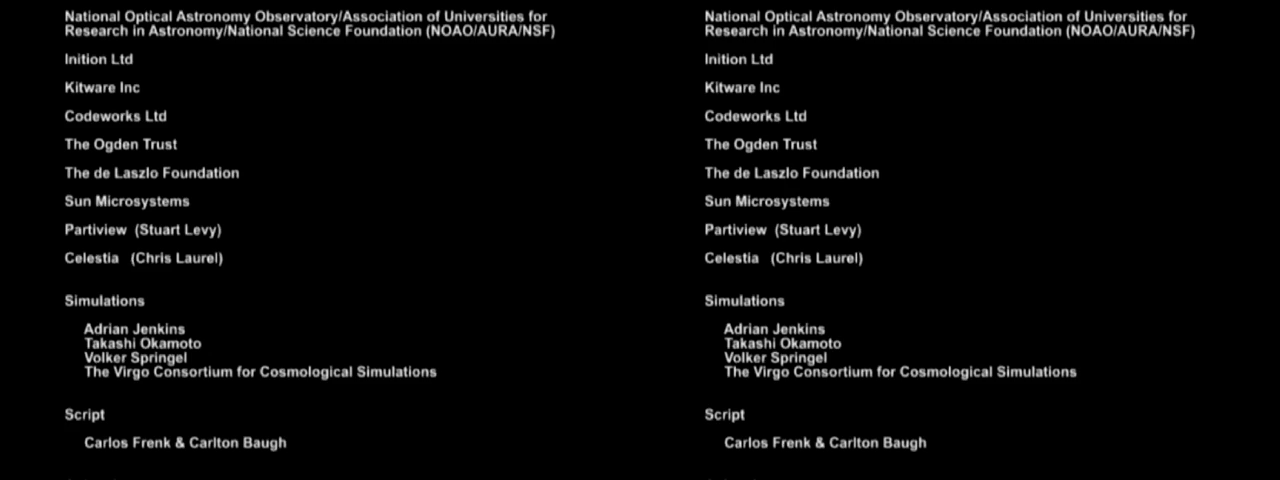 National Optical Astronomy Observatory/Association of Universities for
Research in Astronomy/National Science Foundation (NOAO/AURA/NSF)
Inition Ltd
Kitware Inc
Codeworks Ltd
The Ogden Trust
The de Laszlo Foundation
Sun Microsystems
Partiview (Stuart Levy)
Celestia (Chris Laurel)
Simulations
Adrian Jenkins
Takashi Okamoto
Volker Springel
The Virgo Consortium for Cosmological Simulations
Script
Carlos Frenk & Carlton Baugh
National Optical Astronomy Observatory/Association of Universities for
Research in Astronomy/National Science Foundation (NOAO/AURA/NSF)
Inition Ltd
Kitware Inc
Codeworks Ltd
The Ogden Trust
The de Laszlo Foundation
Sun Microsystems
Partiview (Stuart Levy)
Celestia (Chris Laurel)
Simulations
Adrian Jenkins
Takashi Okamoto
Volker Springel
The Virgo Consortium for Cosmological Simulations
Script
Carlos Frenk & Carlton Baugh